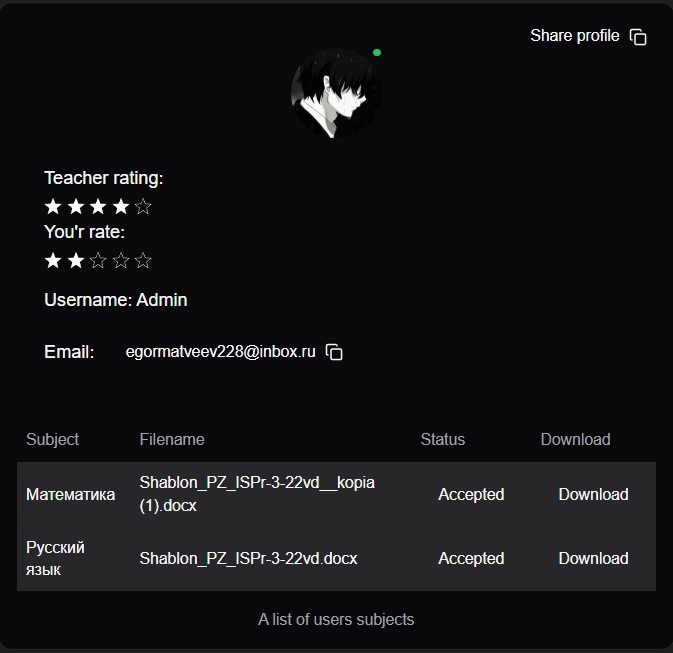 Share profile
Teacher rating:
You'r rate:
Username: Admin
Email: egormatveev228@inbox.ru
Subject Filename Status Download
Математика Shablon_PZ_ISPr-3-22vd__kopia (1).docx Accepted Download
Русский язык Shablon_PZ_ISPr-3-22vd.docx Accepted Download
A list of users subjects